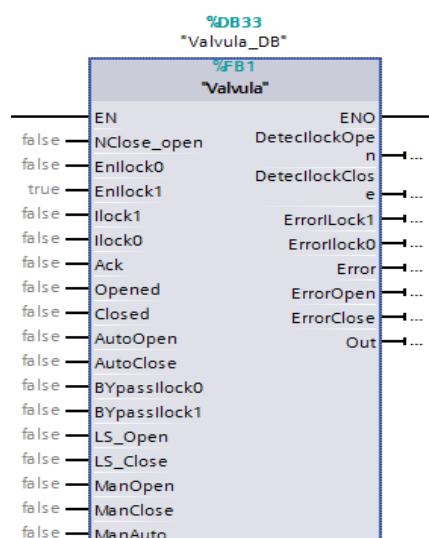 %DB33
"Valvula_DB"
%FB1
"Valvula"
EN ENO
false NClose_open DetecIlockOpe
n ...
false EnIlock0 DetecIlockClos
e ...
true EnIlock1
false Ilock1 ErrorILock1 ...
false Ilock0 ErrorIlock0 ...
false Ack Error ...
false Opened ErrorOpen ...
false Closed ErrorClose ...
false AutoOpen Out ...
false AutoClose
false BYpassIlock0
false BYpassIlock1
false LS_Open
false LS_Close
false ManOpen
false ManClose
false ManAuto